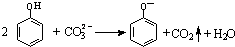 OH O⁻
2 + CO₃²⁻ → + CO₂↑ + H₂O